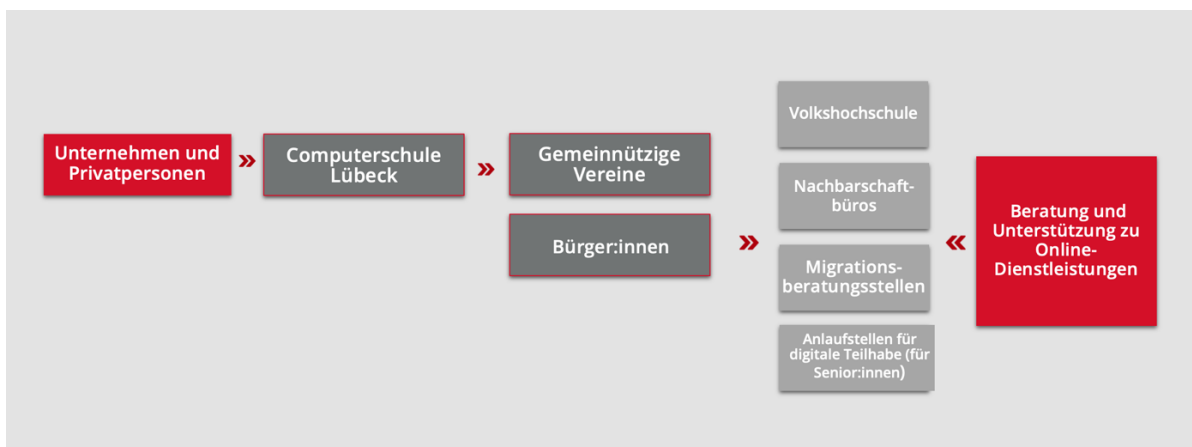 Unternehmen und
Privatpersonen
»
Computerschule
Lübeck
»
Gemeinnützige
Vereine
Bürger:innen
»
Volkshochschule
Nachbarschaft-
büros
Migrations-
beratungsstellen
Anlaufstellen für
digitale Teilhabe (für
Senior:innen)
«
Beratung und
Unterstützung zu
Online-
Dienstleistungen